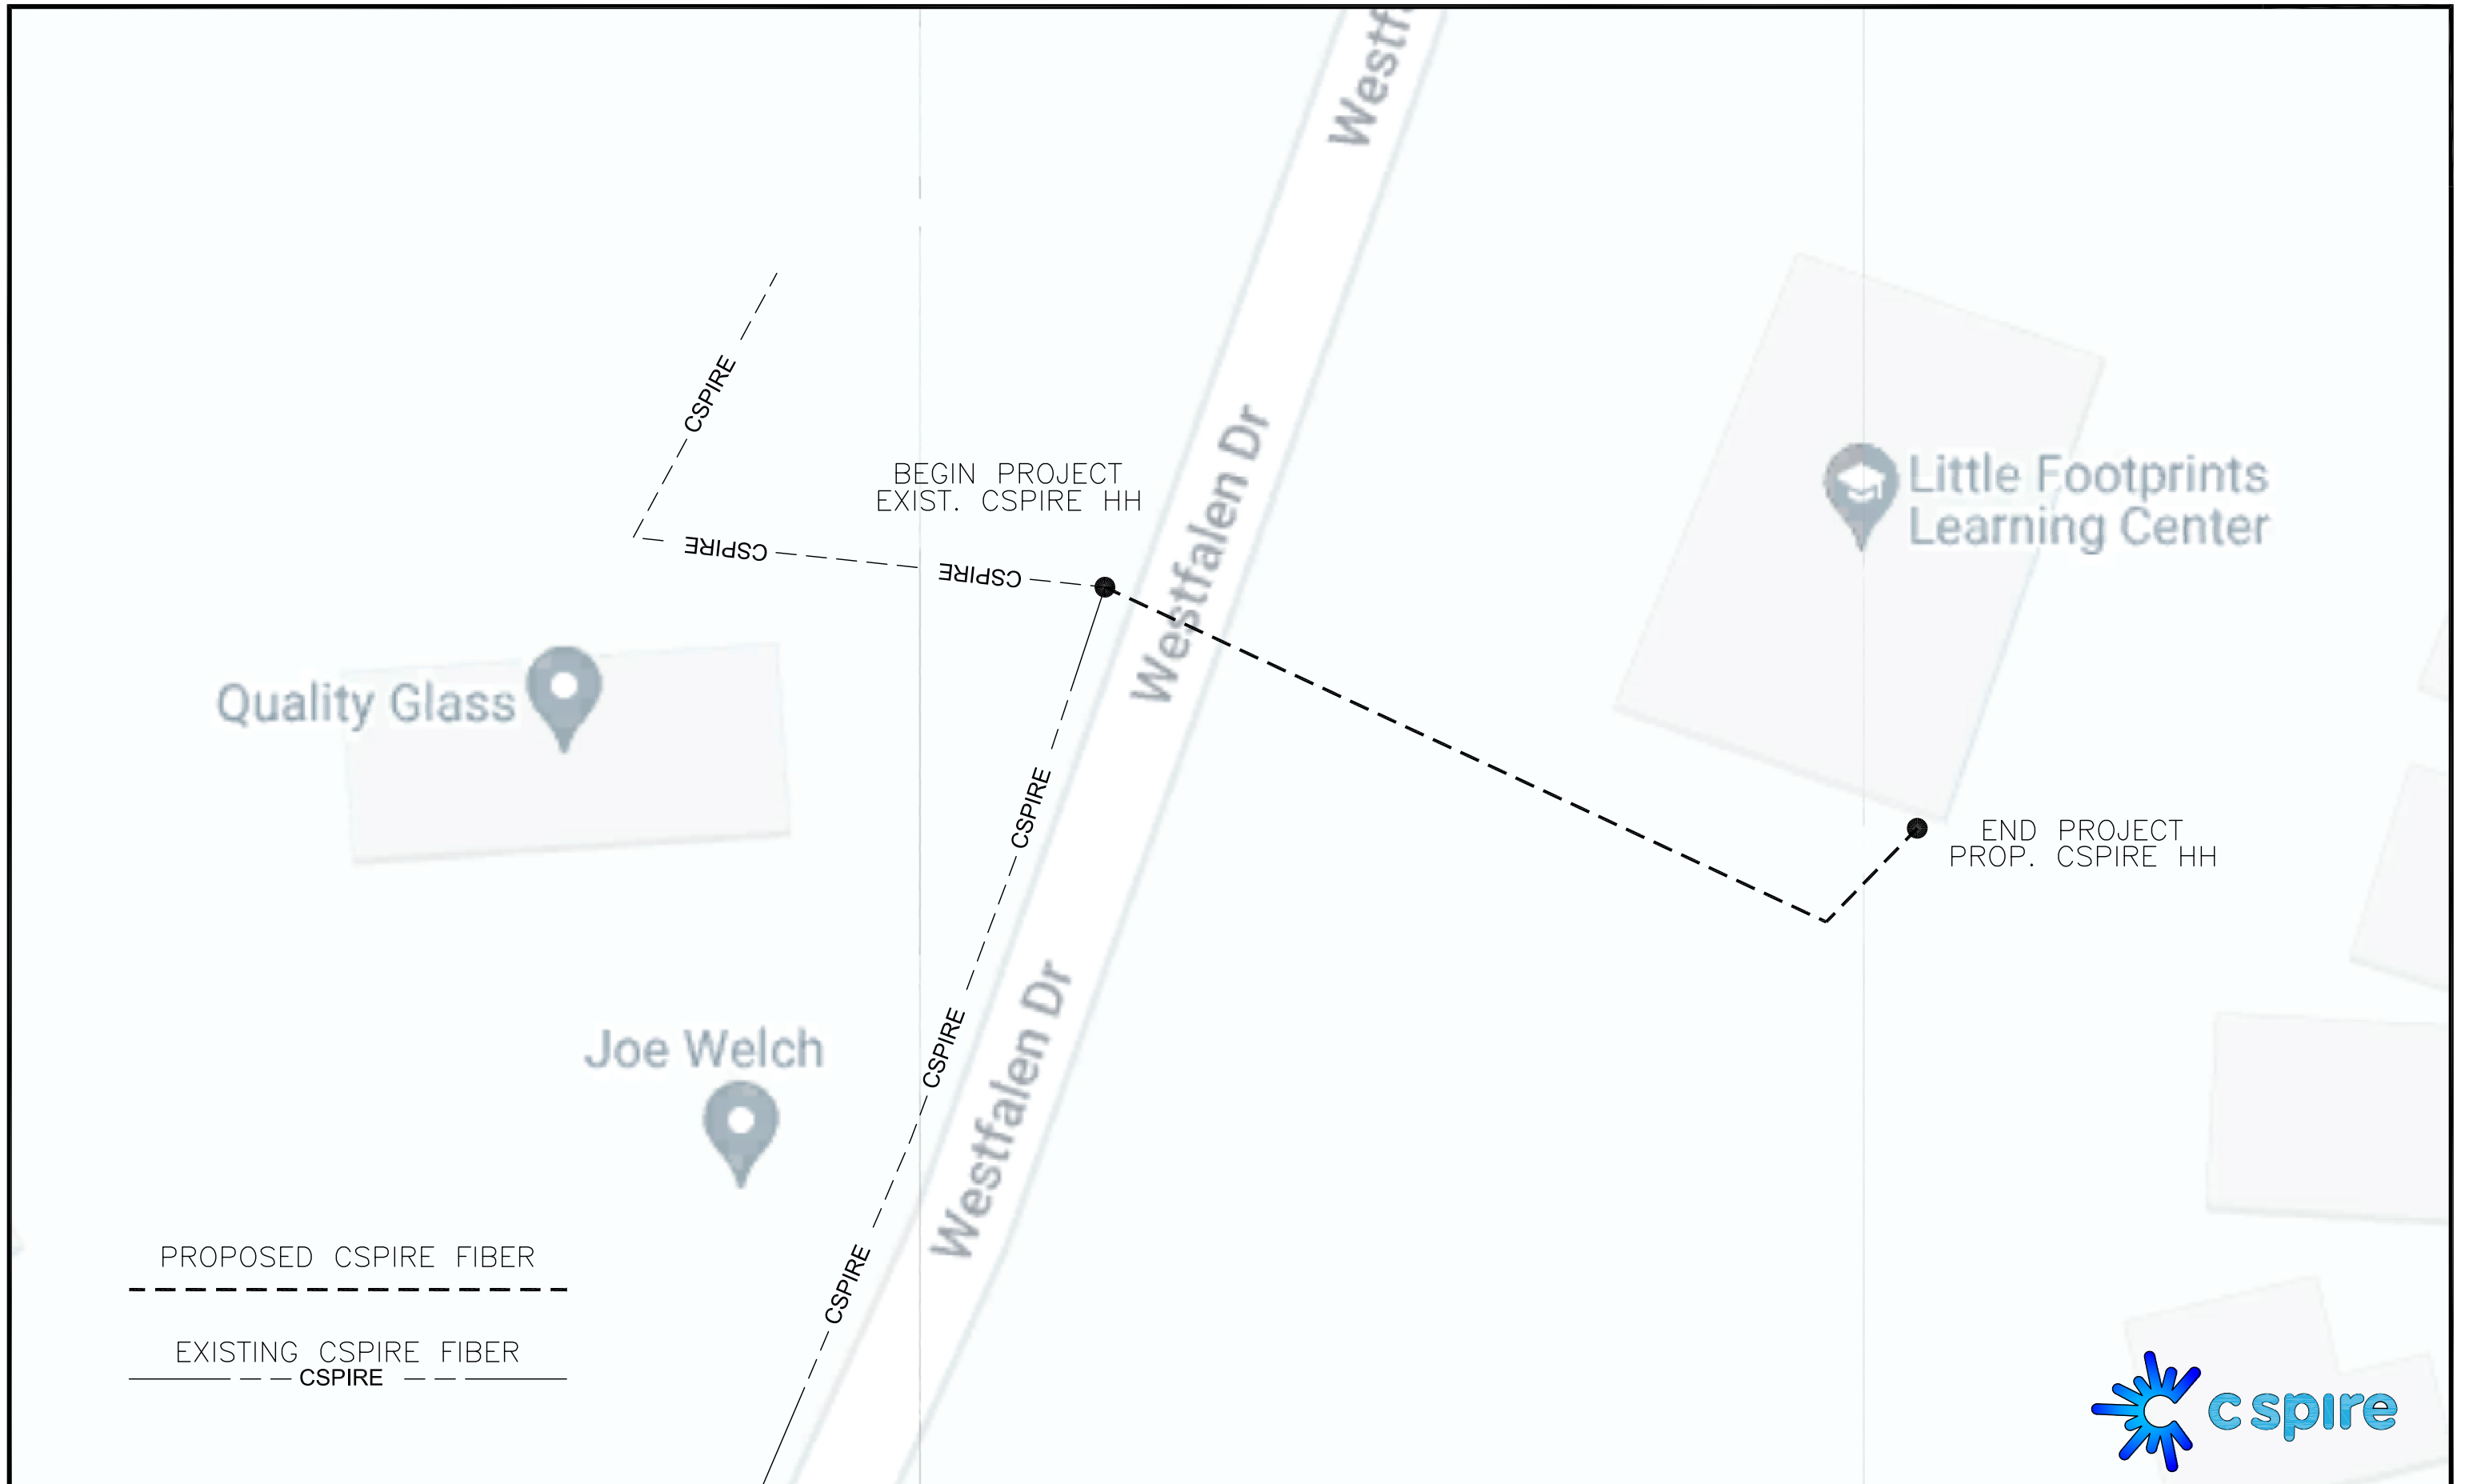 Westf
CSPIRE
BEGIN PROJECT
EXIST. CSPIRE HH
Westfalen Dr
Little Footprints
Learning Center
CSPIRE
CSPIRE
Quality Glass
CSPIRE
END PROJECT
PROP. CSPIRE HH
Westfalen Dr
Joe Welch
CSPIRE
CSPIRE
PROPOSED CSPIRE FIBER
EXISTING CSPIRE FIBER
CSPIRE
c spire